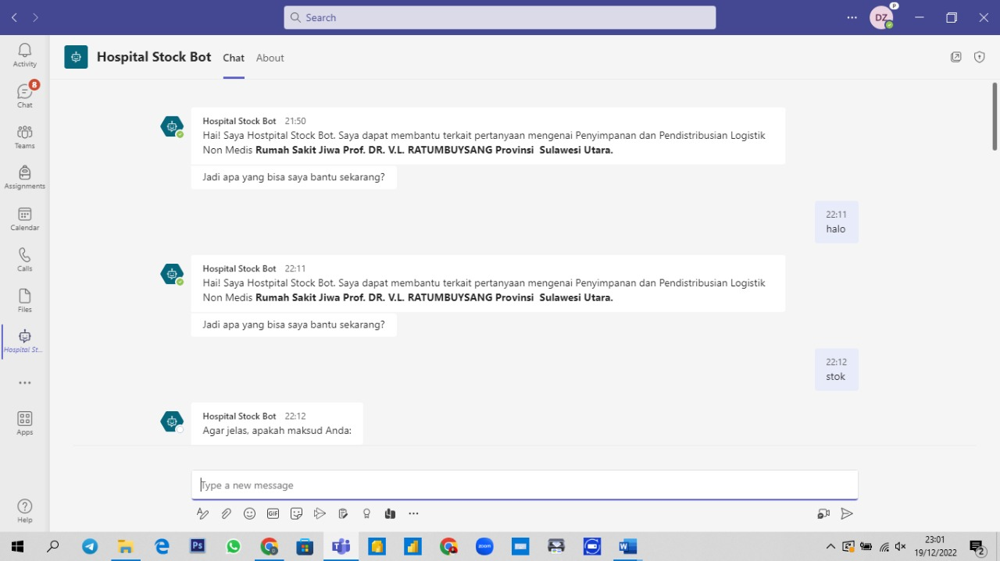 Search
DZ
P
Activity
8
Chat
Teams
Assignments
Calendar
Calls
Files
Hospital St...
Apps
Help
Hospital Stock Bot Chat About
Hospital Stock Bot 21:50
Hai! Saya Hostpital Stock Bot. Saya dapat membantu terkait pertanyaan mengenai Penyimpanan dan Pendistribusian Logistik
Non Medis Rumah Sakit Jiwa Prof. DR. V.L. RATUMBUYSANG Provinsi Sulawesi Utara.
Jadi apa yang bisa saya bantu sekarang?
22:11
halo
Hospital Stock Bot 22:11
Hai! Saya Hostpital Stock Bot. Saya dapat membantu terkait pertanyaan mengenai Penyimpanan dan Pendistribusian Logistik
Non Medis Rumah Sakit Jiwa Prof. DR. V.L. RATUMBUYSANG Provinsi Sulawesi Utara.
Jadi apa yang bisa saya bantu sekarang?
22:12
stok
Hospital Stock Bot 22:12
Agar jelas, apakah maksud Anda:
Type a new message
GIF
Ps
zoom
W
23:01
19/12/2022
2